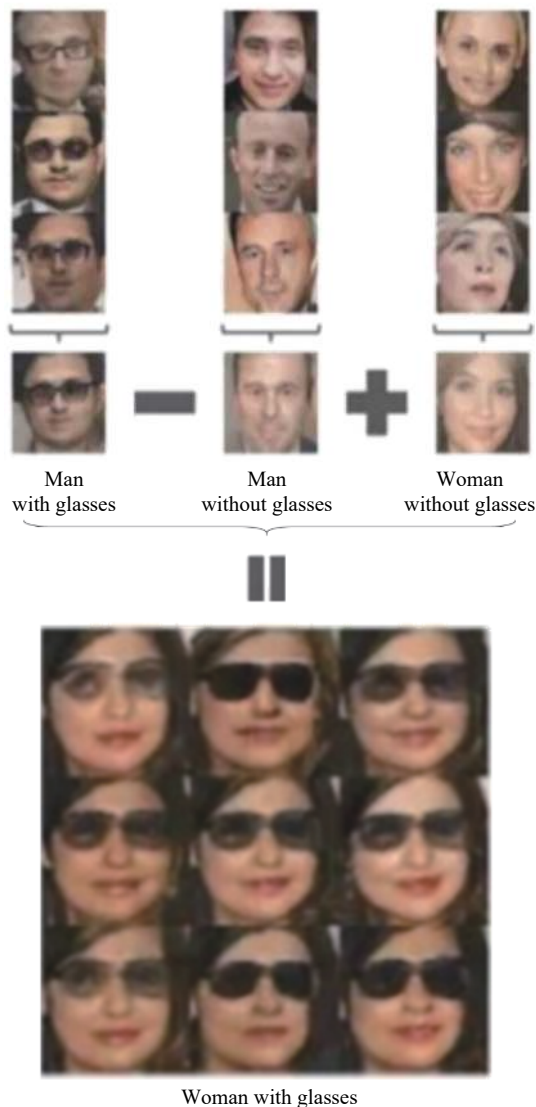 Man
with glasses
Man
without glasses
Woman
without glasses
Woman with glasses